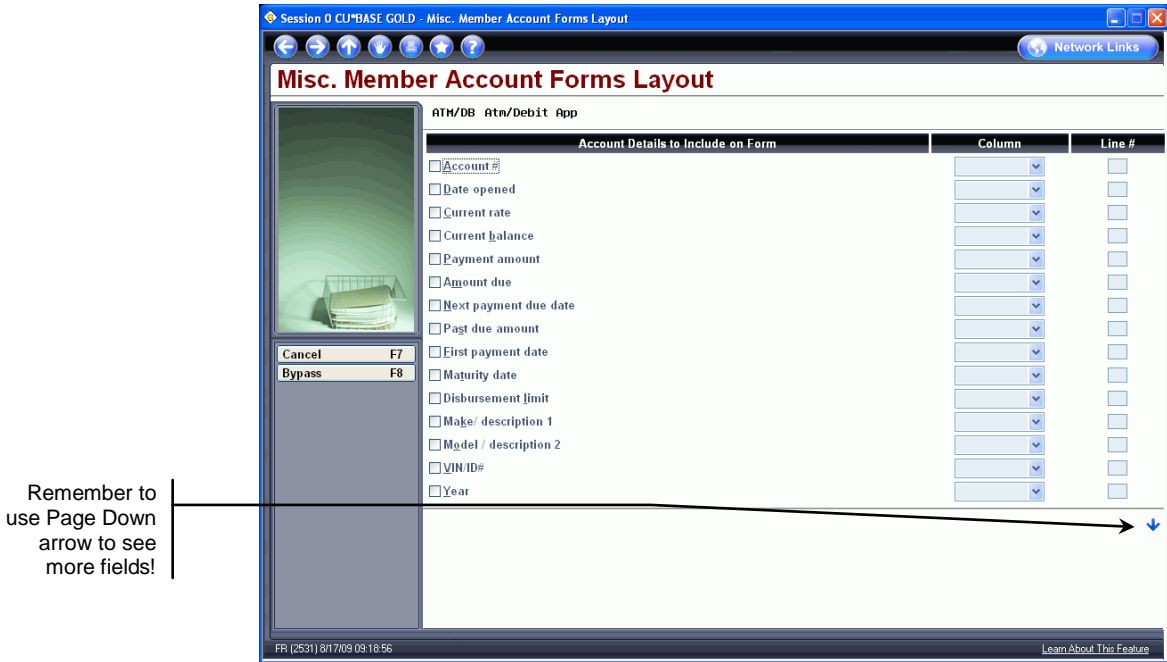 Session 0 CU*BASE GOLD - Misc. Member Account Forms Layout
Network Links
Misc. Member Account Forms Layout
ATM/DB Atm/Debit App
Account Details to Include on Form Column Line #
Account #
Date opened
Current rate
Current balance
Payment amount
Amount due
Next payment due date
Past due amount
First payment date
Maturity date
Disbursement limit
Make/ description 1
Model / description 2
VIN/ID#
Year
Cancel F7
Bypass F8
Remember to
use Page Down
arrow to see
more fields!
FR (2531) 8/17/09 09:18:56
Learn About This Feature